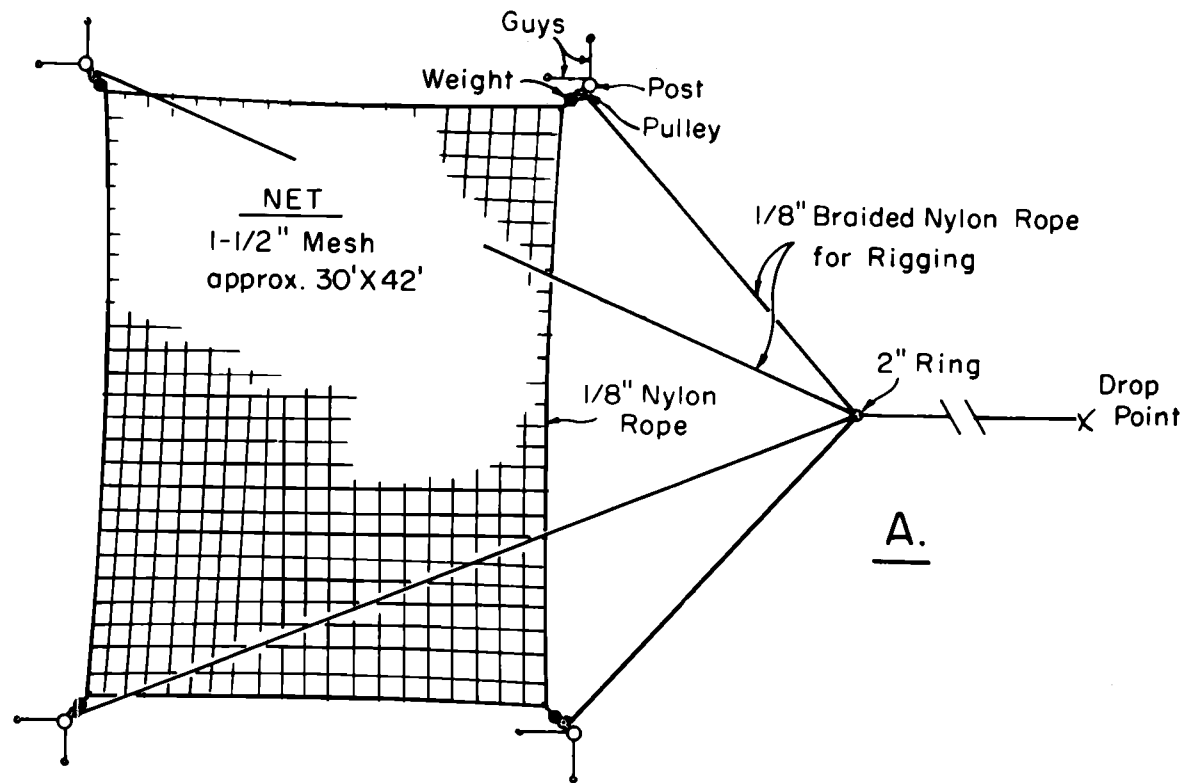 Guys
Weight
Post
Pulley
NET
1-1/2" Mesh
approx. 30'X42'
1/8" Braided Nylon Rope
for Rigging
2" Ring
Drop
Point
1/8" Nylon
Rope
A.